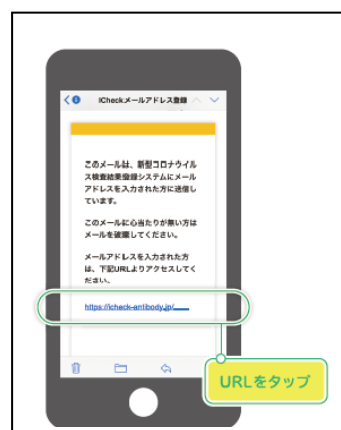 iCheckメールアドレス登録
このメールは、新型コロナウイル
ス検査結果登録システムにメール
アドレスを入力された方に送信し
ています。
このメールに心当たりが無い方は
メールを破棄してください。
メールアドレスを入力された方
は、下記URLよりアクセスしてく
ださい。
https://icheck-antibody.jp/____
URLをタップ